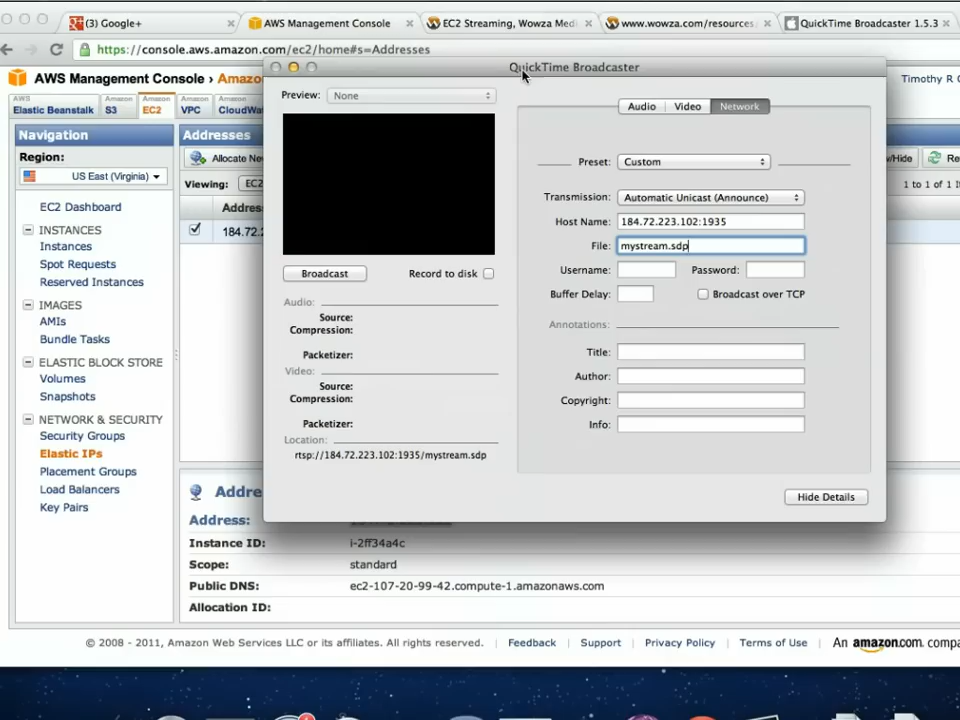 (3) Google+
AWS Management Console
EC2 Streaming, Wowza Med
www.wowza.com/resources
QuickTime Broadcaster 1.5.3
https://console.aws.amazon.com/ec2/home#s=Addresses
AWS Management Console > Amazo
Timothy R
Elastic Beanstalk
Amazon S3
Amazon EC2
Amazon VPC
Amazon CloudWa
Navigation
Region:
US East (Virginia)
EC2 Dashboard
INSTANCES
Instances
Spot Requests
Reserved Instances
IMAGES
AMIs
Bundle Tasks
ELASTIC BLOCK STORE
Volumes
Snapshots
NETWORK & SECURITY
Security Groups
Elastic IPs
Placement Groups
Load Balancers
Key Pairs
Addresses
Allocate Ne
w/Hide
Re
Viewing:
EC2
1 to 1 of 1
Addres
184.72.2
QuickTime Broadcaster
Preview:
None
Broadcast
Record to disk
Audio:
Source:
Compression:
Packetizer:
Video:
Source:
Compression:
Packetizer:
Location:
rtsp://184.72.223.102:1935/mystream.sdp
Audio
Video
Network
Preset:
Custom
Transmission:
Automatic Unicast (Announce)
Host Name:
184.72.223.102:1935
File:
mystream.sdp
Username:
Password:
Buffer Delay:
Broadcast over TCP
Annotations:
Title:
Author:
Copyright:
Info:
Hide Details
Addre
Address:
Instance ID:
i-2ff34a4c
Scope:
standard
Public DNS:
ec2-107-20-99-42.compute-1.amazonaws.com
Allocation ID:
© 2008 - 2011, Amazon Web Services LLC or its affiliates. All rights reserved.
Feedback
Support
Privacy Policy
Terms of Use
An amazon.com compa